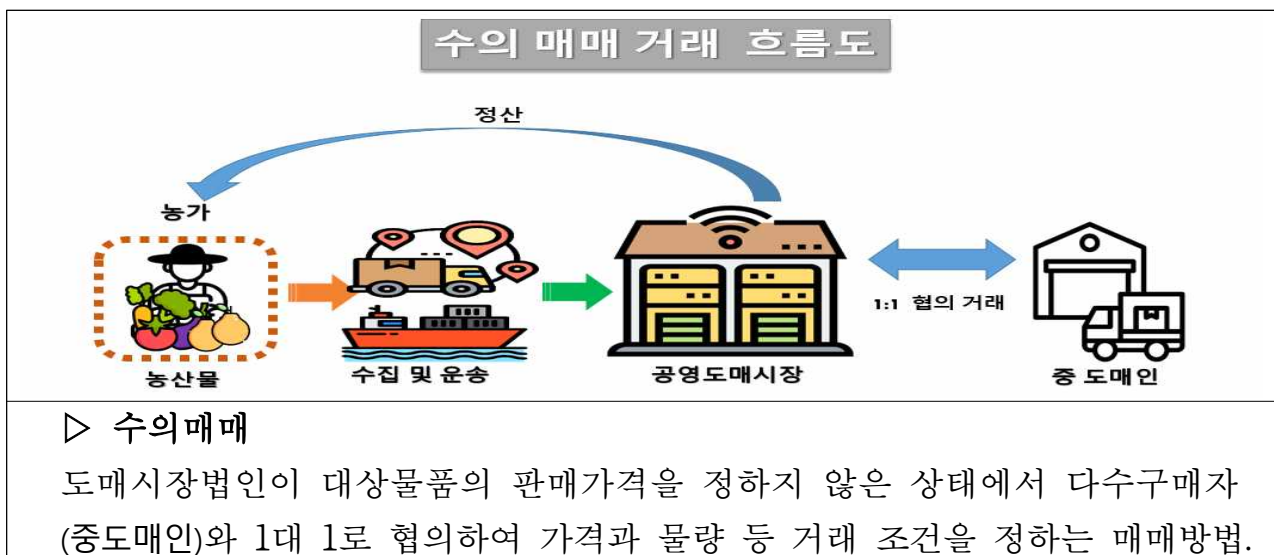 수의 매매 거래 흐름도
정산
농가
농산물
수집 및 운송
공영도매시장
1:1 협의 거래
중 도매인
▷ 수의매매
도매시장법인이 대상물품의 판매가격을 정하지 않은 상태에서 다수구매자
(중도매인)와 1대 1로 협의하여 가격과 물량 등 거래 조건을 정하는 매매방법.